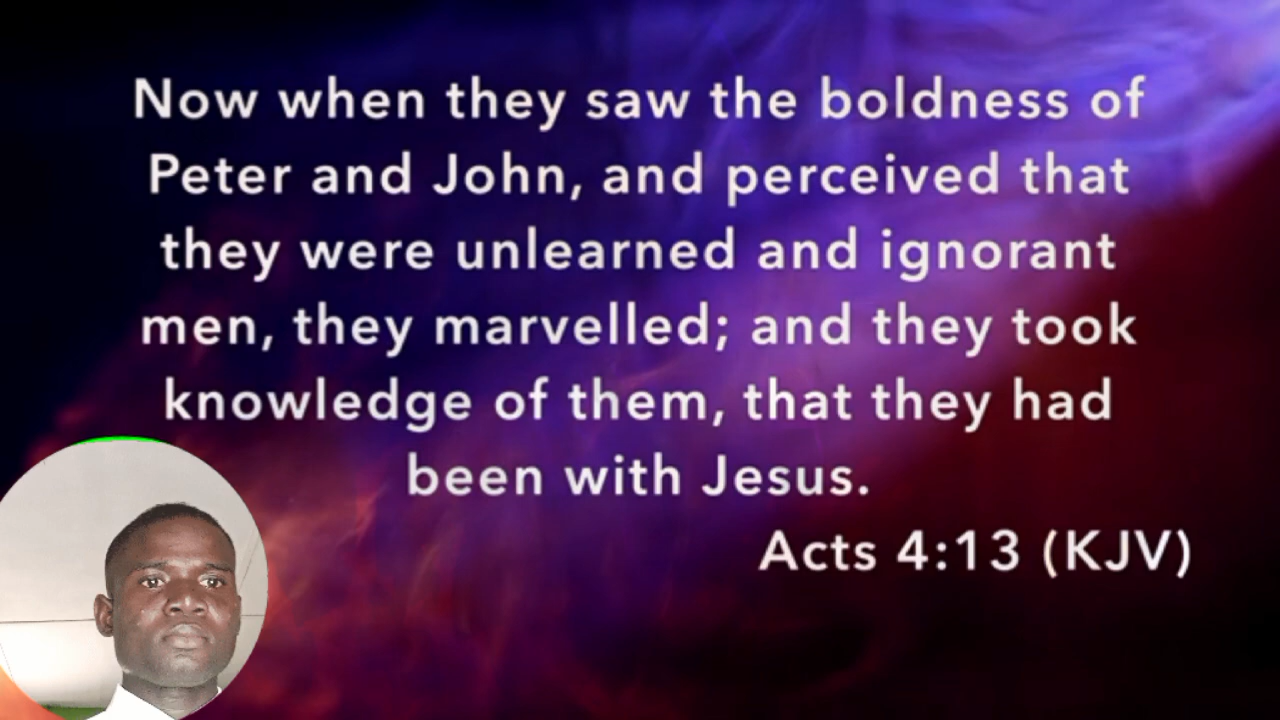 Now when they saw the boldness of
Peter and John, and perceived that
they were unlearned and ignorant
men, they marvelled; and they took
knowledge of them, that they had
been with Jesus.
Acts 4:13 (KJV)